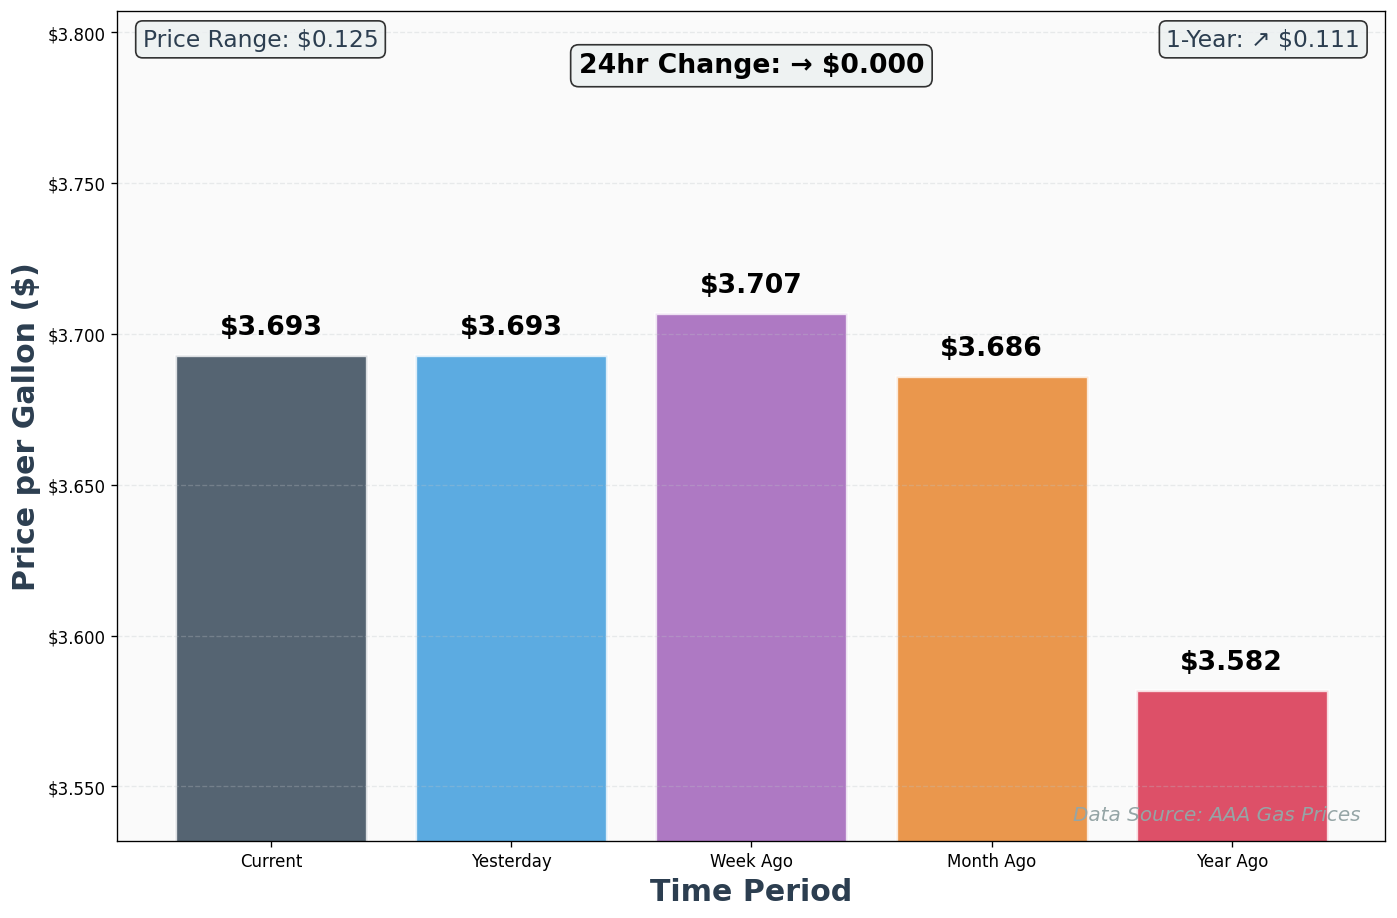 Price Range: $0.125
24hr Change: → $0.000
1-Year: ↗ $0.111
Price per Gallon ($)
$3.800
$3.750
$3.700
$3.650
$3.600
$3.550
$3.693
$3.693
$3.707
$3.686
$3.582
Data Source: AAA Gas Prices
Current
Yesterday
Week Ago
Month Ago
Year Ago
Time Period